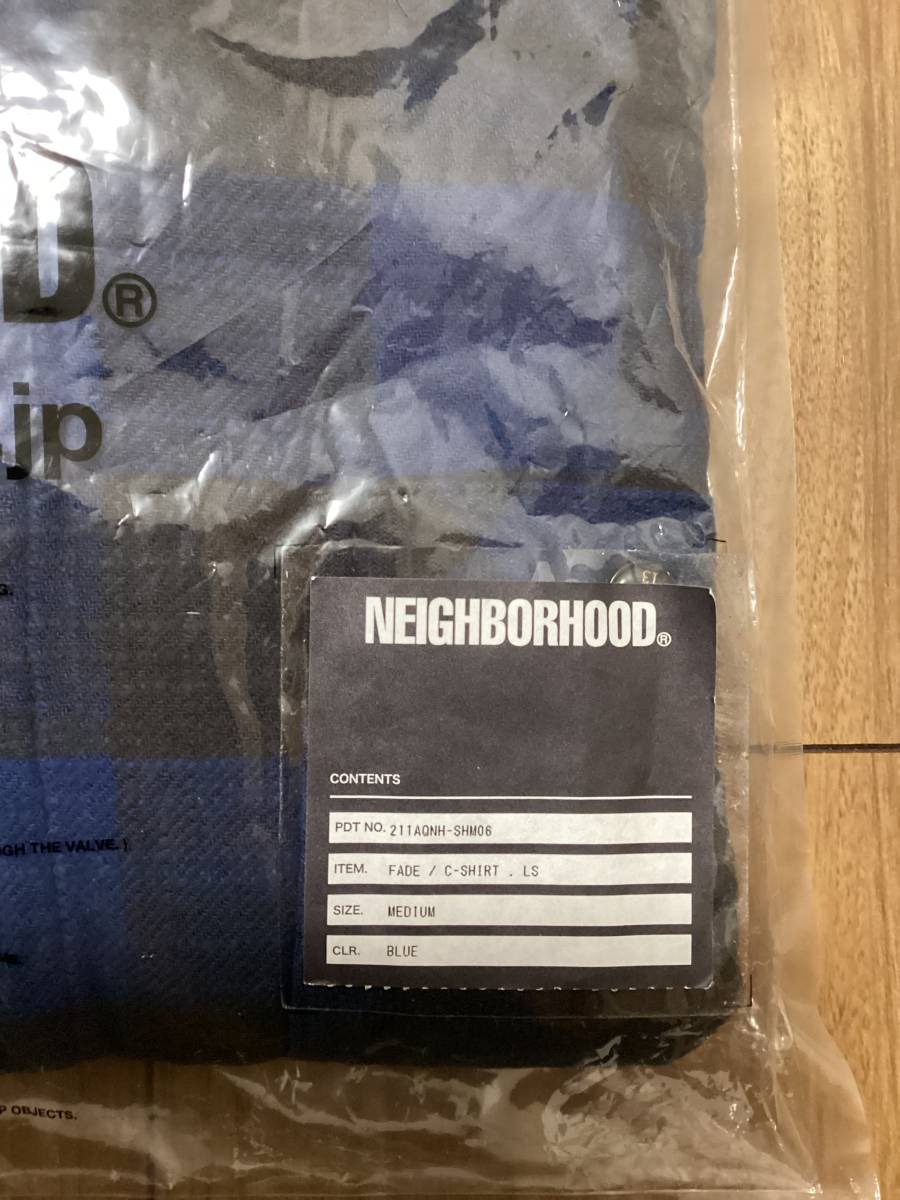 D®
.jp
G.
NEIGHBORHOOD®
CONTENTS
PDT NO. 211AQNH-SHM06
GH THE VALVE. }
ITEM. FADE / C-SHIRT . LS
SIZE. MEDIUM
CLR. BLUE
P OBJECTS.